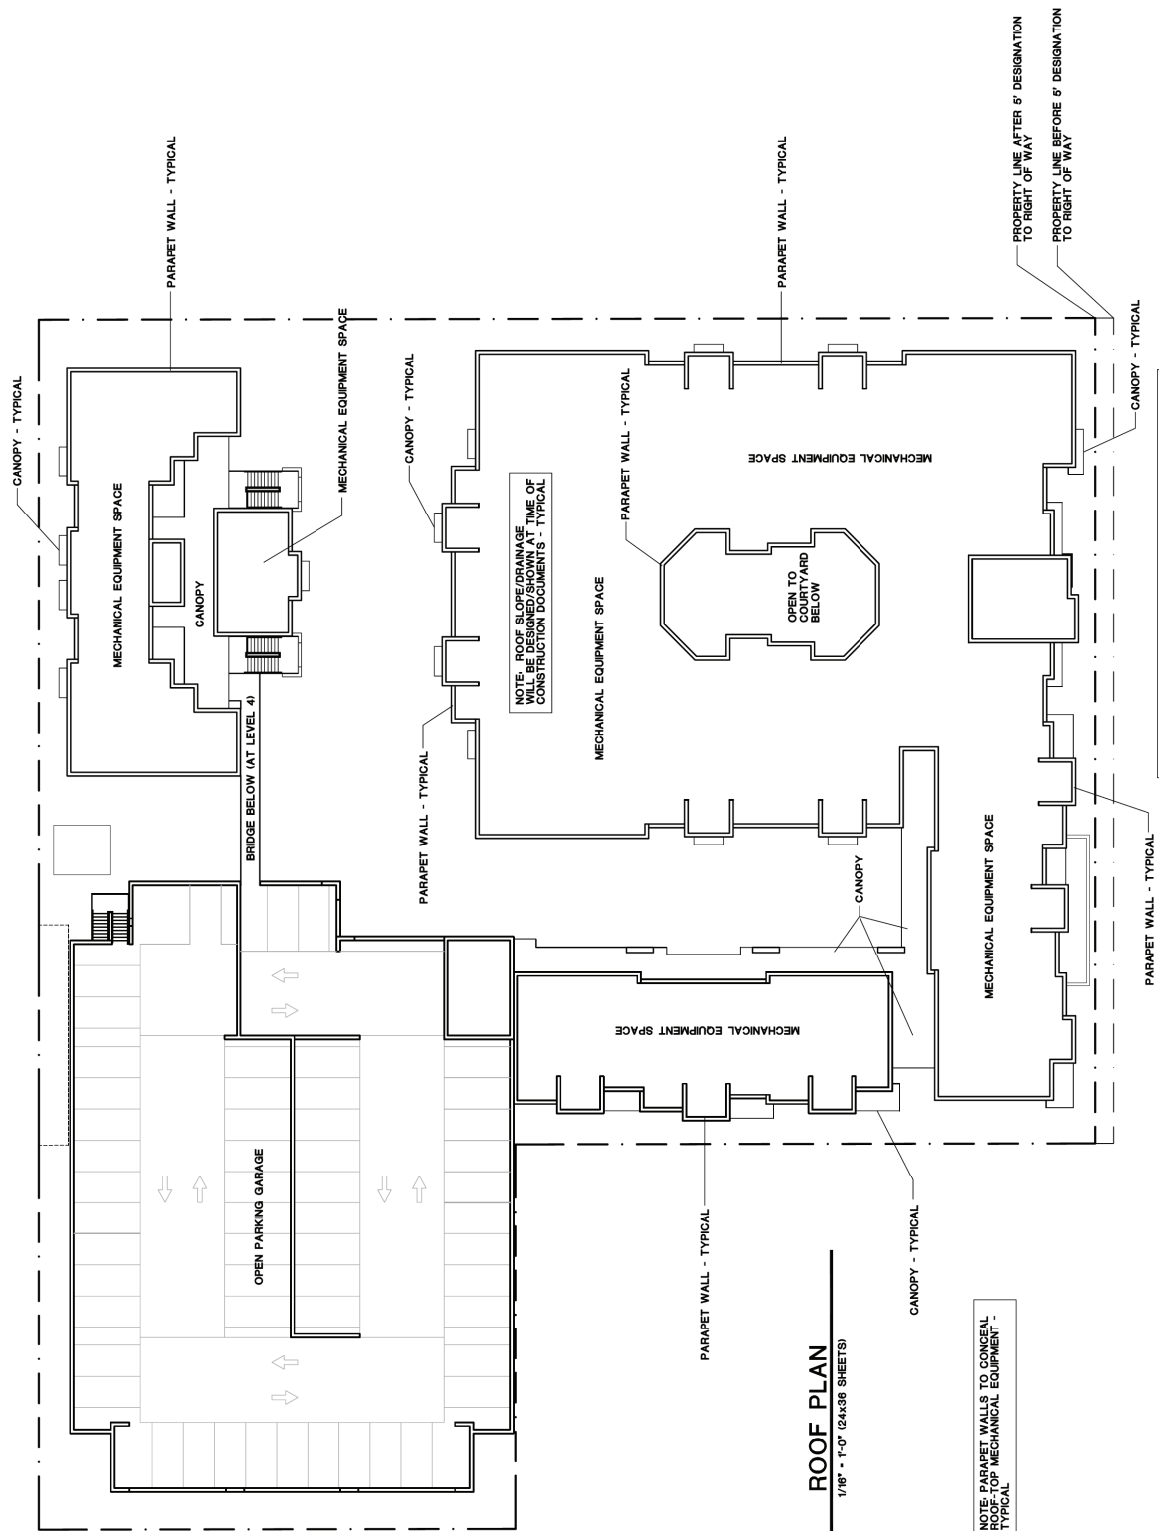 CANOPY - TYPICAL
PARAPET WALL - TYPICAL
MECHANICAL EQUIPMENT SPACE
CANOPY
MECHANICAL EQUIPMENT SPACE
BRIDGE BELOW (AT LEVEL 4)
CANOPY - TYPICAL
PARAPET WALL - TYPICAL
NOTE: ROOF SLOPE/DRAINAGE
WILL BE DESIGNED/SHOWN AT TIME OF
CONSTRUCTION DOCUMENTS - TYPICAL
MECHANICAL EQUIPMENT SPACE
PARAPET WALL - TYPICAL
OPEN TO
COURTYARD
BELOW
MECHANICAL EQUIPMENT SPACE
PARAPET WALL - TYPICAL
PROPERTY LINE AFTER 5' DESIGNATION
TO RIGHT OF WAY
PROPERTY LINE BEFORE 5' DESIGNATION
TO RIGHT OF WAY
CANOPY - TYPICAL
CANOPY
MECHANICAL EQUIPMENT SPACE
PARAPET WALL - TYPICAL
MECHANICAL EQUIPMENT SPACE
OPEN PARKING GARAGE
PARAPET WALL - TYPICAL
CANOPY - TYPICAL
ROOF PLAN
1/16" = 1'-0" (24x36 SHEETS)
NOTE: PARAPET WALLS TO CONCEAL
ROOF-TOP MECHANICAL EQUIPMENT -
TYPICAL